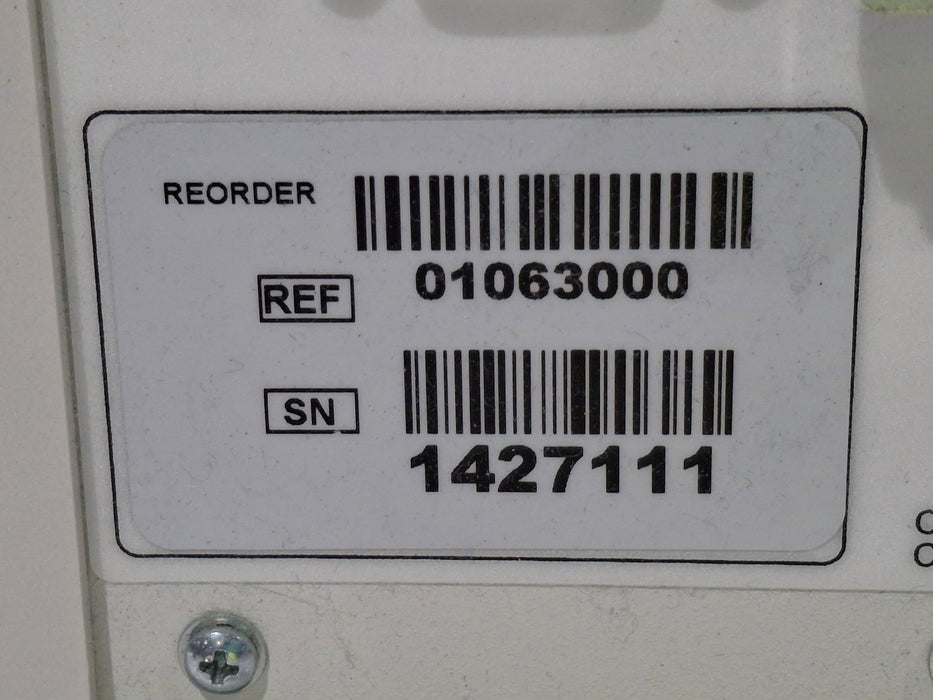 REORDER
REF 01063000
SN 1427111